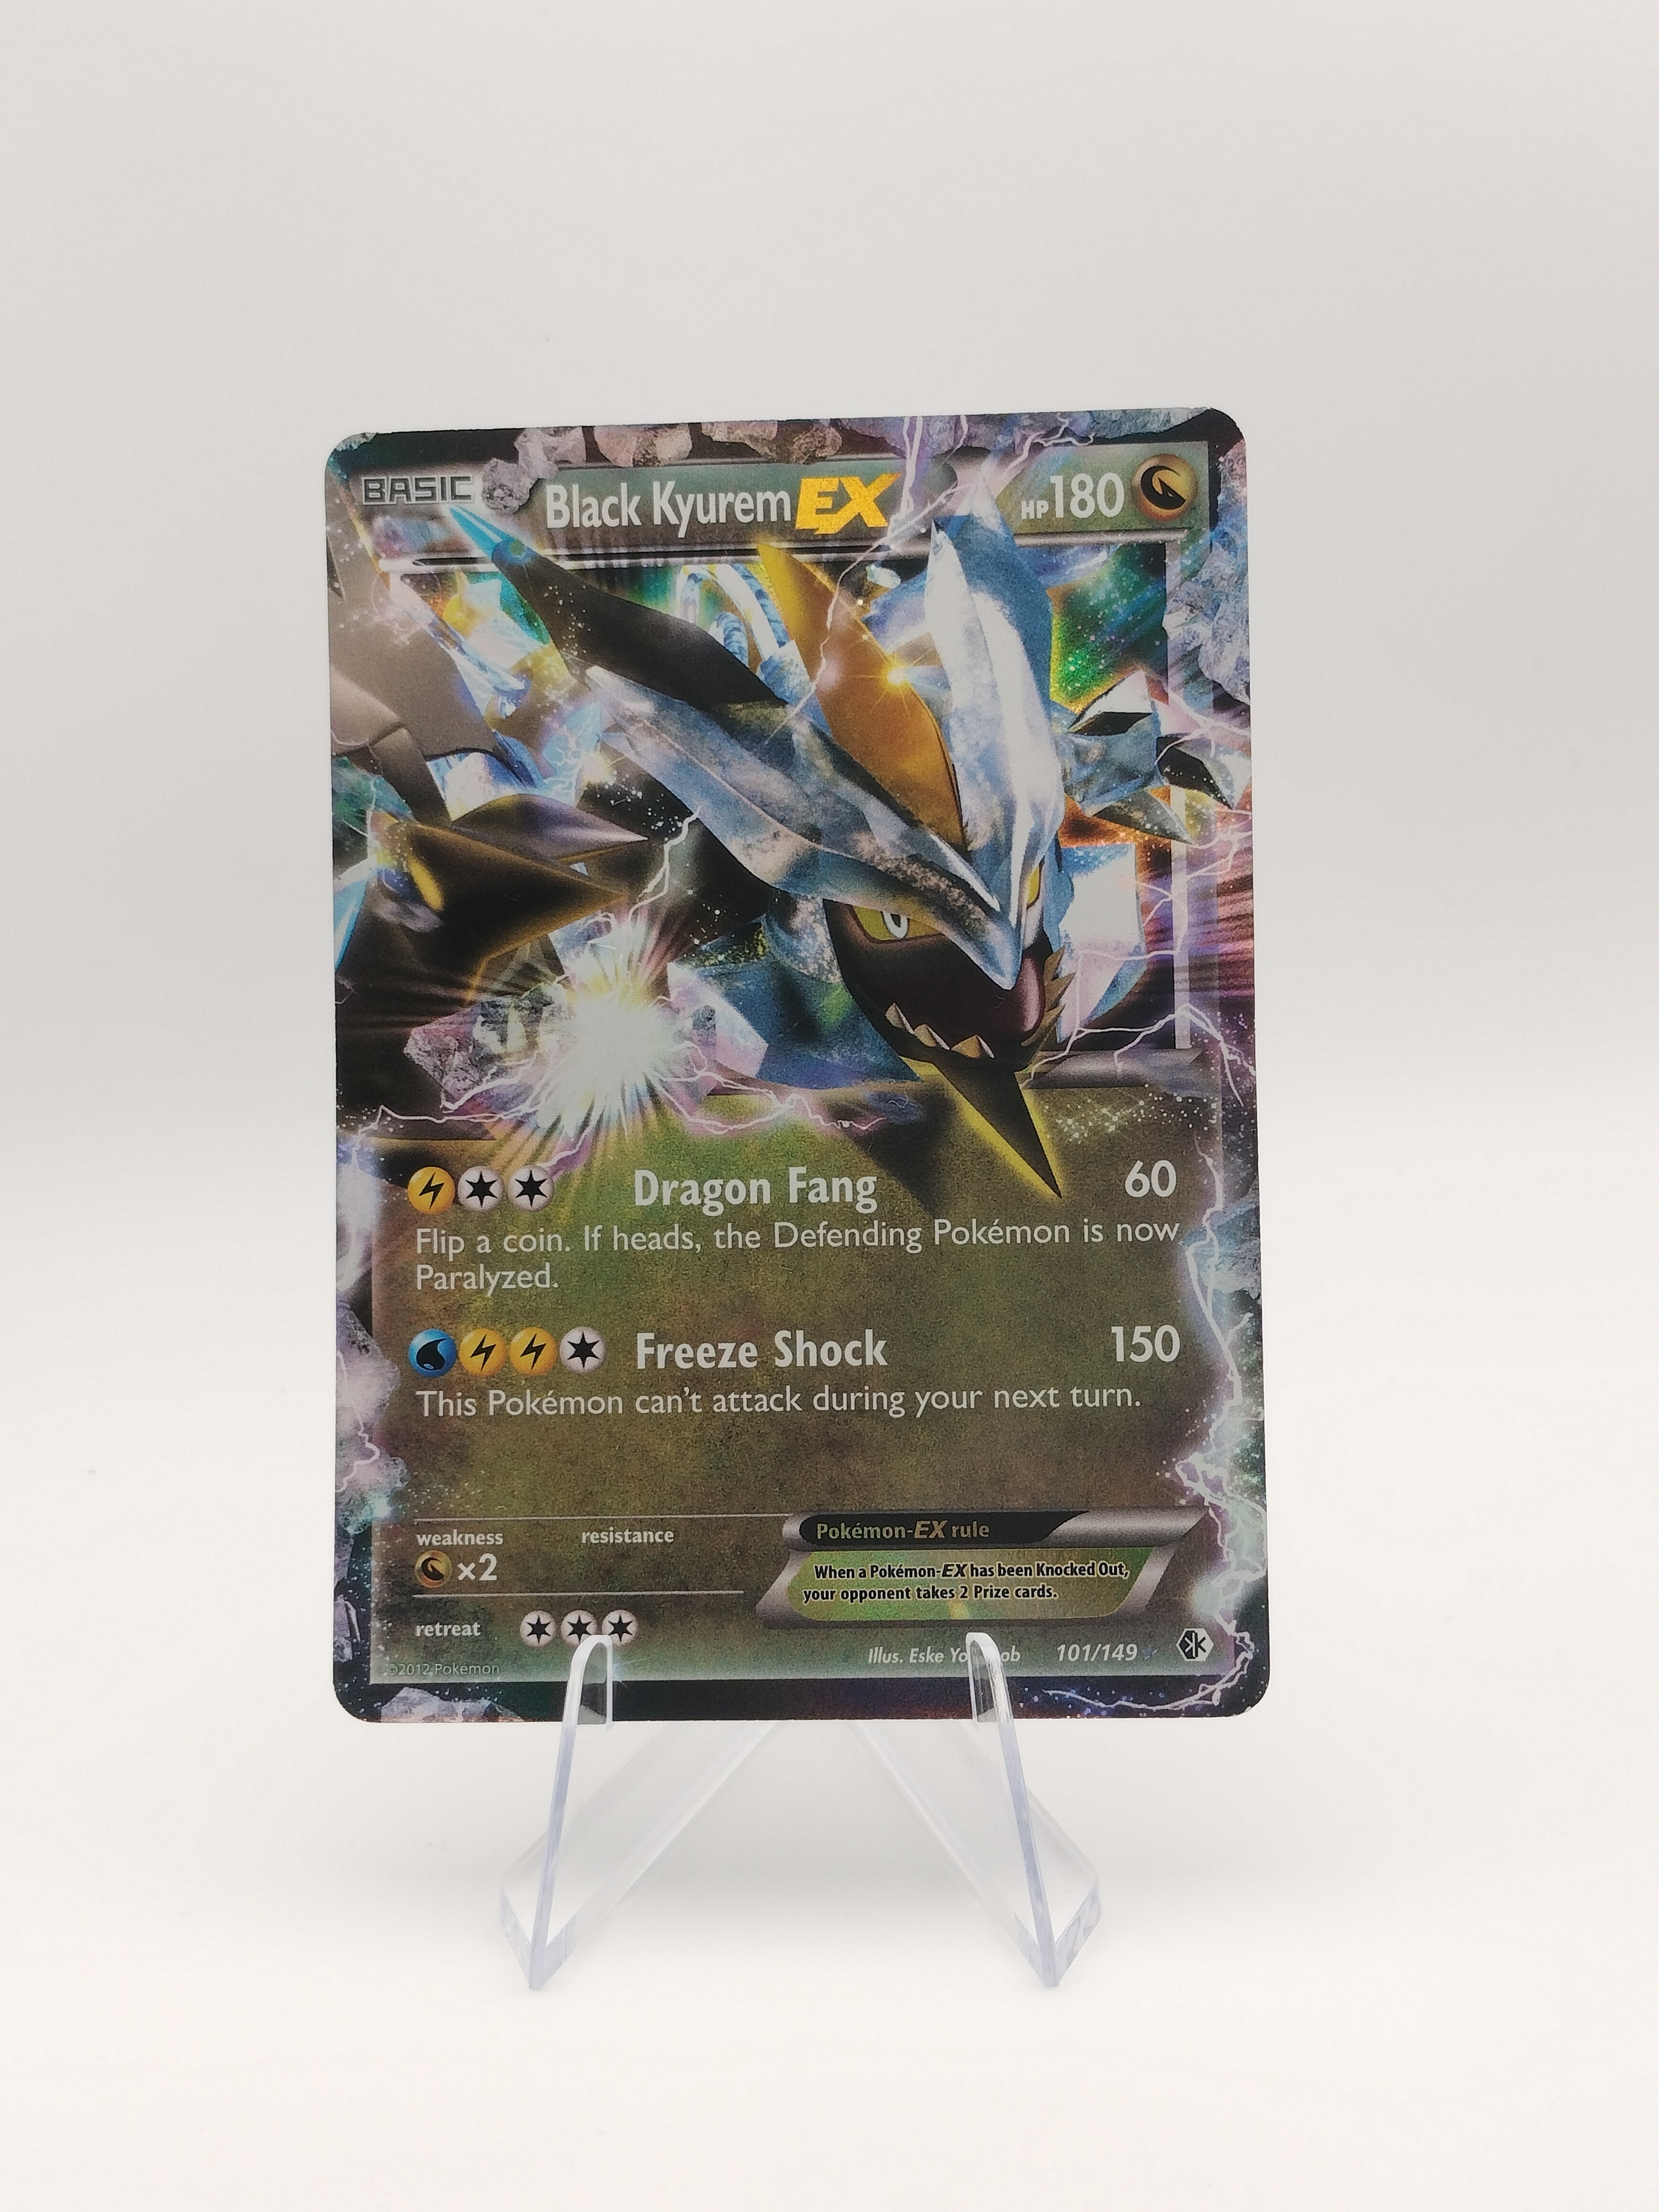 BASIC Black Kyurem EX HP180
Dragon Fang 60
Flip a coin. If heads, the Defending Pokémon is now
Paralyzed.
Freeze Shock 150
This Pokémon can't attack during your next turn.
weakness resistance
×2
Pokémon-EX rule
When a Pokémon-EX has been Knocked Out,
your opponent takes 2 Prize cards.
retreat
Illus. Eske 101/149
©2012 Pokémon